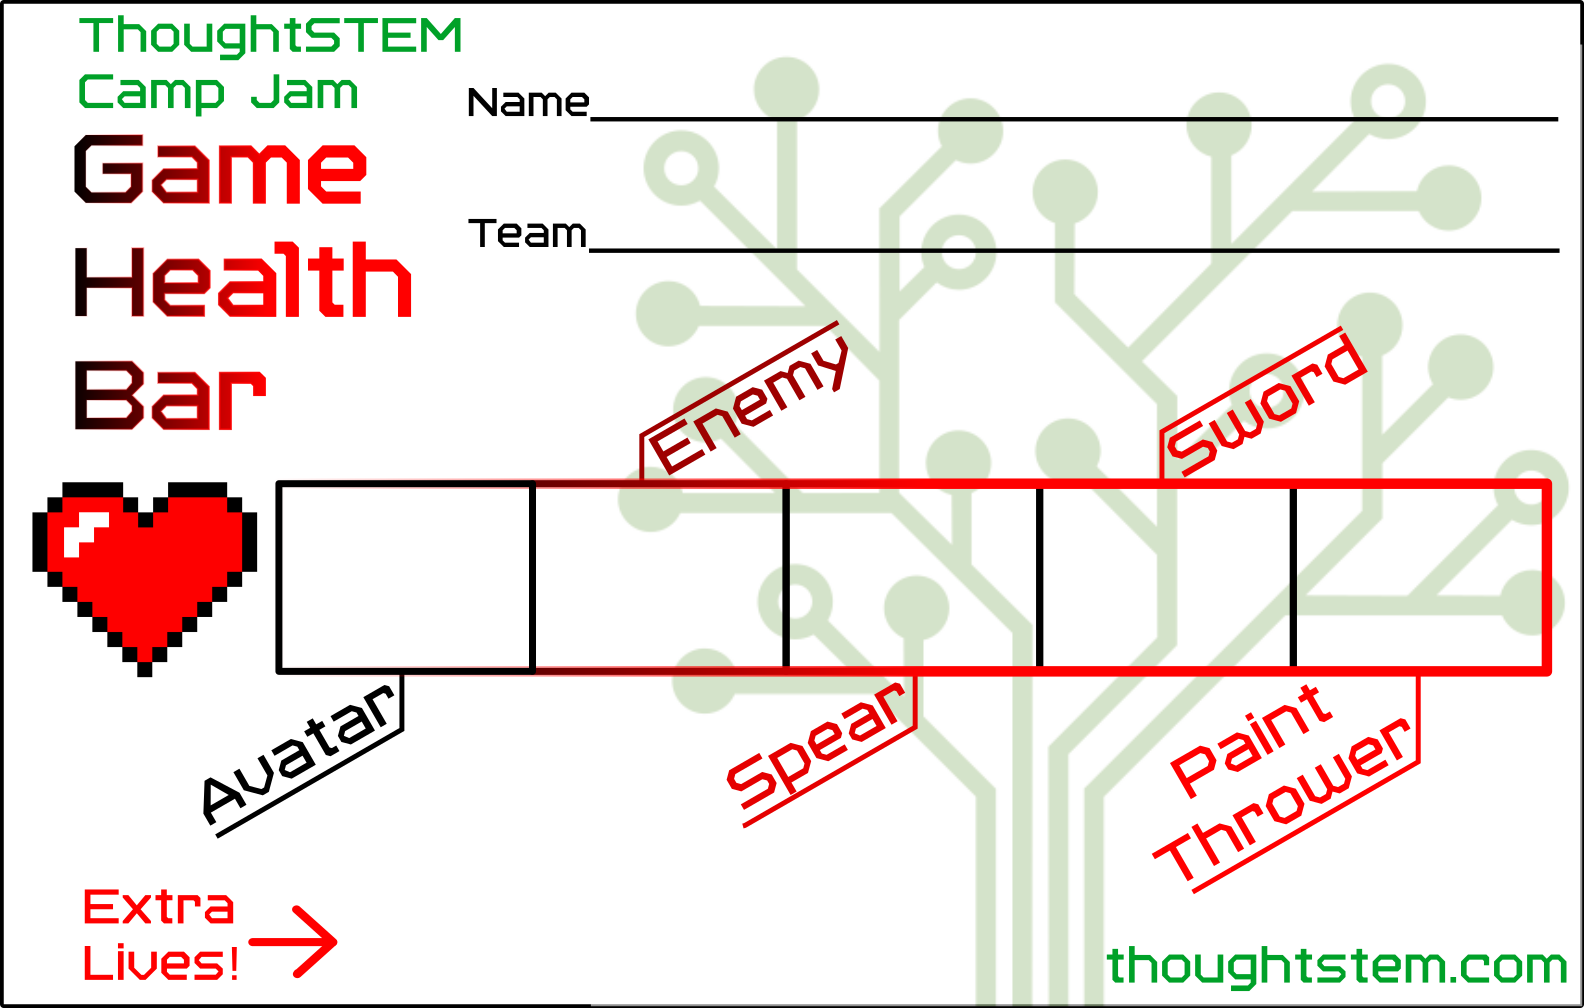 ThoughtSTEM
Camp Jam
Game
Health
Bar
Name
Team
Enemy
Sword
Avatar
Spear
Paint
Thrower
Extra
Lives!
thoughtstem.com